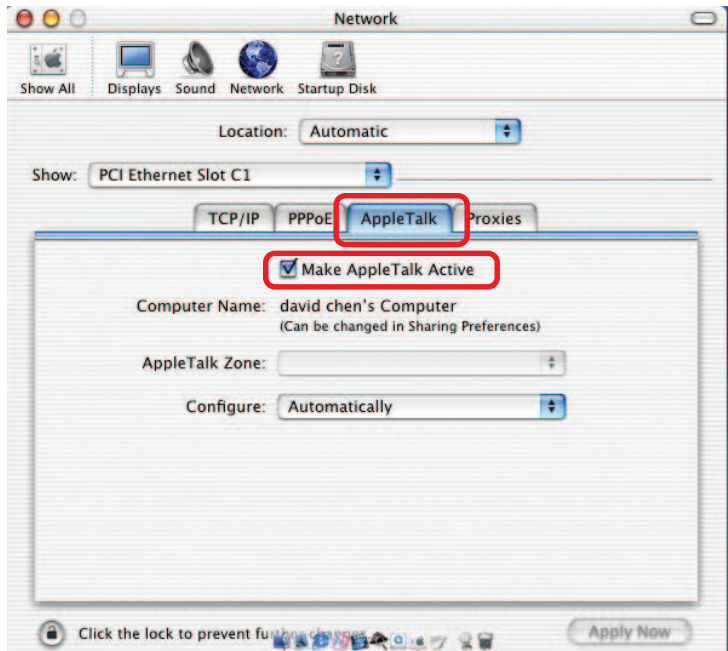 Network
Show All Displays Sound Network Startup Disk
Location: Automatic
Show: PCI Ethernet Slot C1
TCP/IP PPPoE AppleTalk Proxies
Make AppleTalk Active
Computer Name: david chen's Computer
(Can be changed in Sharing Preferences)
AppleTalk Zone:
Configure: Automatically
Click the lock to prevent further changes. Apply Now